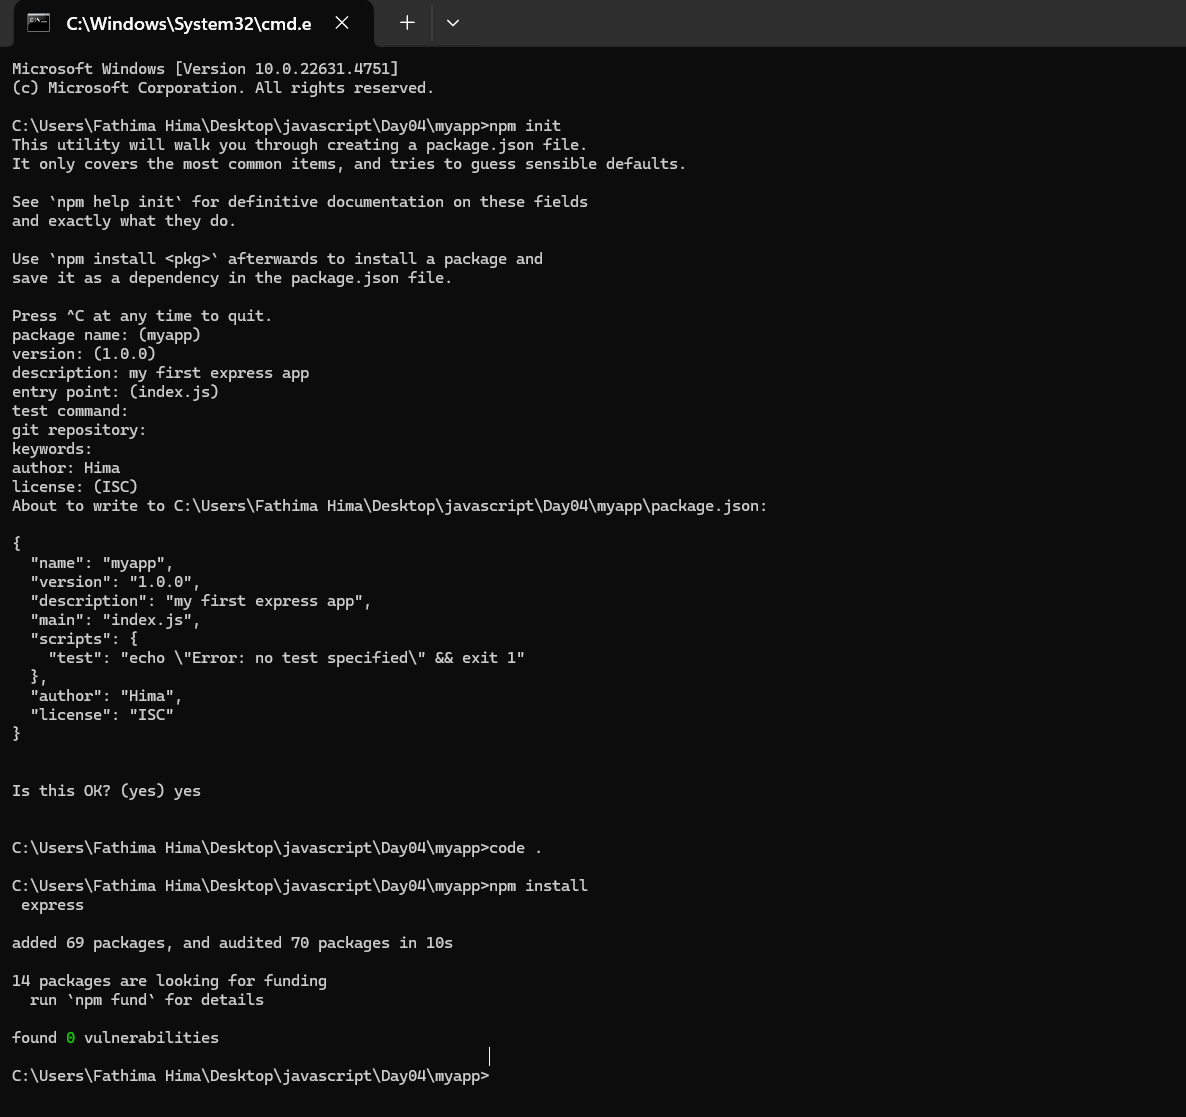 C:\Windows\System32\cmd.e
Microsoft Windows [Version 10.0.22631.4751]
(c) Microsoft Corporation. All rights reserved.
C:\Users\Fathima Hima\Desktop\javascript\Day04\myapp>npm init
This utility will walk you through creating a package.json file.
It only covers the most common items, and tries to guess sensible defaults.
See `npm help init` for definitive documentation on these fields
and exactly what they do.
Use `npm install <pkg>` afterwards to install a package and
save it as a dependency in the package.json file.
Press ^C at any time to quit.
package name: (myapp)
version: (1.0.0)
description: my first express app
entry point: (index.js)
test command:
git repository:
keywords:
author: Hima
license: (ISC)
About to write to C:\Users\Fathima Hima\Desktop\javascript\Day04\myapp\package.json:
{
  "name": "myapp",
  "version": "1.0.0",
  "description": "my first express app",
  "main": "index.js",
  "scripts": {
    "test": "echo \"Error: no test specified\" && exit 1"
  },
  "author": "Hima",
  "license": "ISC"
}
Is this OK? (yes) yes
C:\Users\Fathima Hima\Desktop\javascript\Day04\myapp>code .
C:\Users\Fathima Hima\Desktop\javascript\Day04\myapp>npm install
 express
added 69 packages, and audited 70 packages in 10s
14 packages are looking for funding
  run `npm fund` for details
found 0 vulnerabilities
C:\Users\Fathima Hima\Desktop\javascript\Day04\myapp>